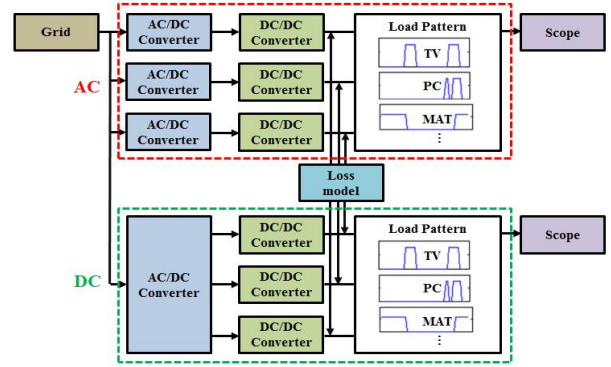 Grid
AC/DC
Converter
DC/DC
Converter
Load Pattern
Scope
TV
AC
AC/DC
Converter
DC/DC
Converter
PC
AC/DC
Converter
DC/DC
Converter
MAT
⋮
Loss
model
DC/DC
Converter
Load Pattern
Scope
TV
DC
AC/DC
Converter
DC/DC
Converter
PC
DC/DC
Converter
MAT
⋮